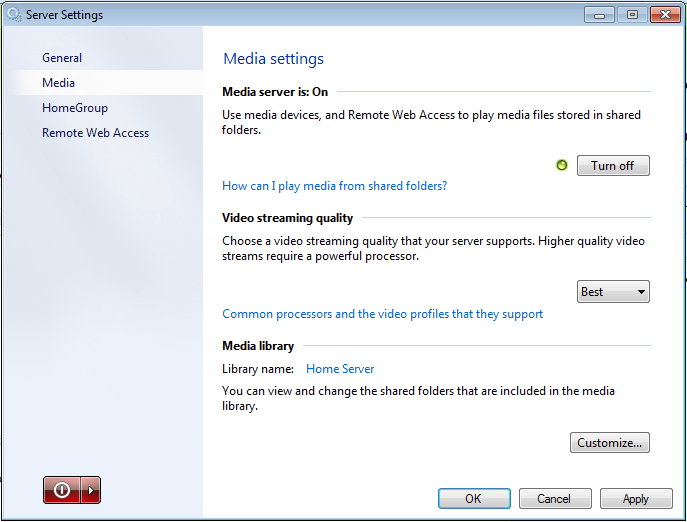 Server Settings
General
Media
HomeGroup
Remote Web Access
Media settings
Media server is: On
Use media devices, and Remote Web Access to play media files stored in shared
folders.
Turn off
How can I play media from shared folders?
Video streaming quality
Choose a video streaming quality that your server supports. Higher quality video
streams require a powerful processor.
Best
Common processors and the video profiles that they support
Media library
Library name: Home Server
You can view and change the shared folders that are included in the media
library.
Customize...
OK Cancel Apply